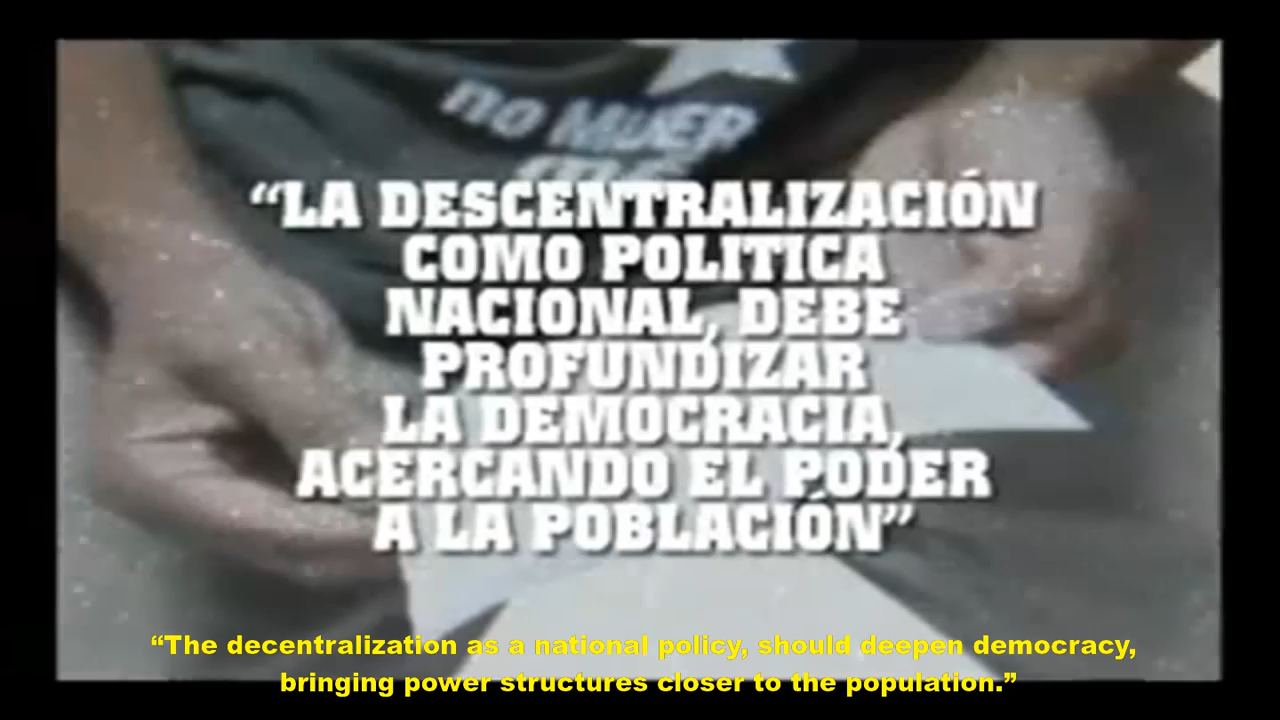 no MUER
“LA DESCENTRALIZACIÓN
COMO POLITICA
NACIONAL, DEBE
PROFUNDIZAR
LA DEMOCRACIA,
ACERCANDO EL PODER
A LA POBLACIÓN”
“The decentralization as a national policy, should deepen democracy,
bringing power structures closer to the population.”